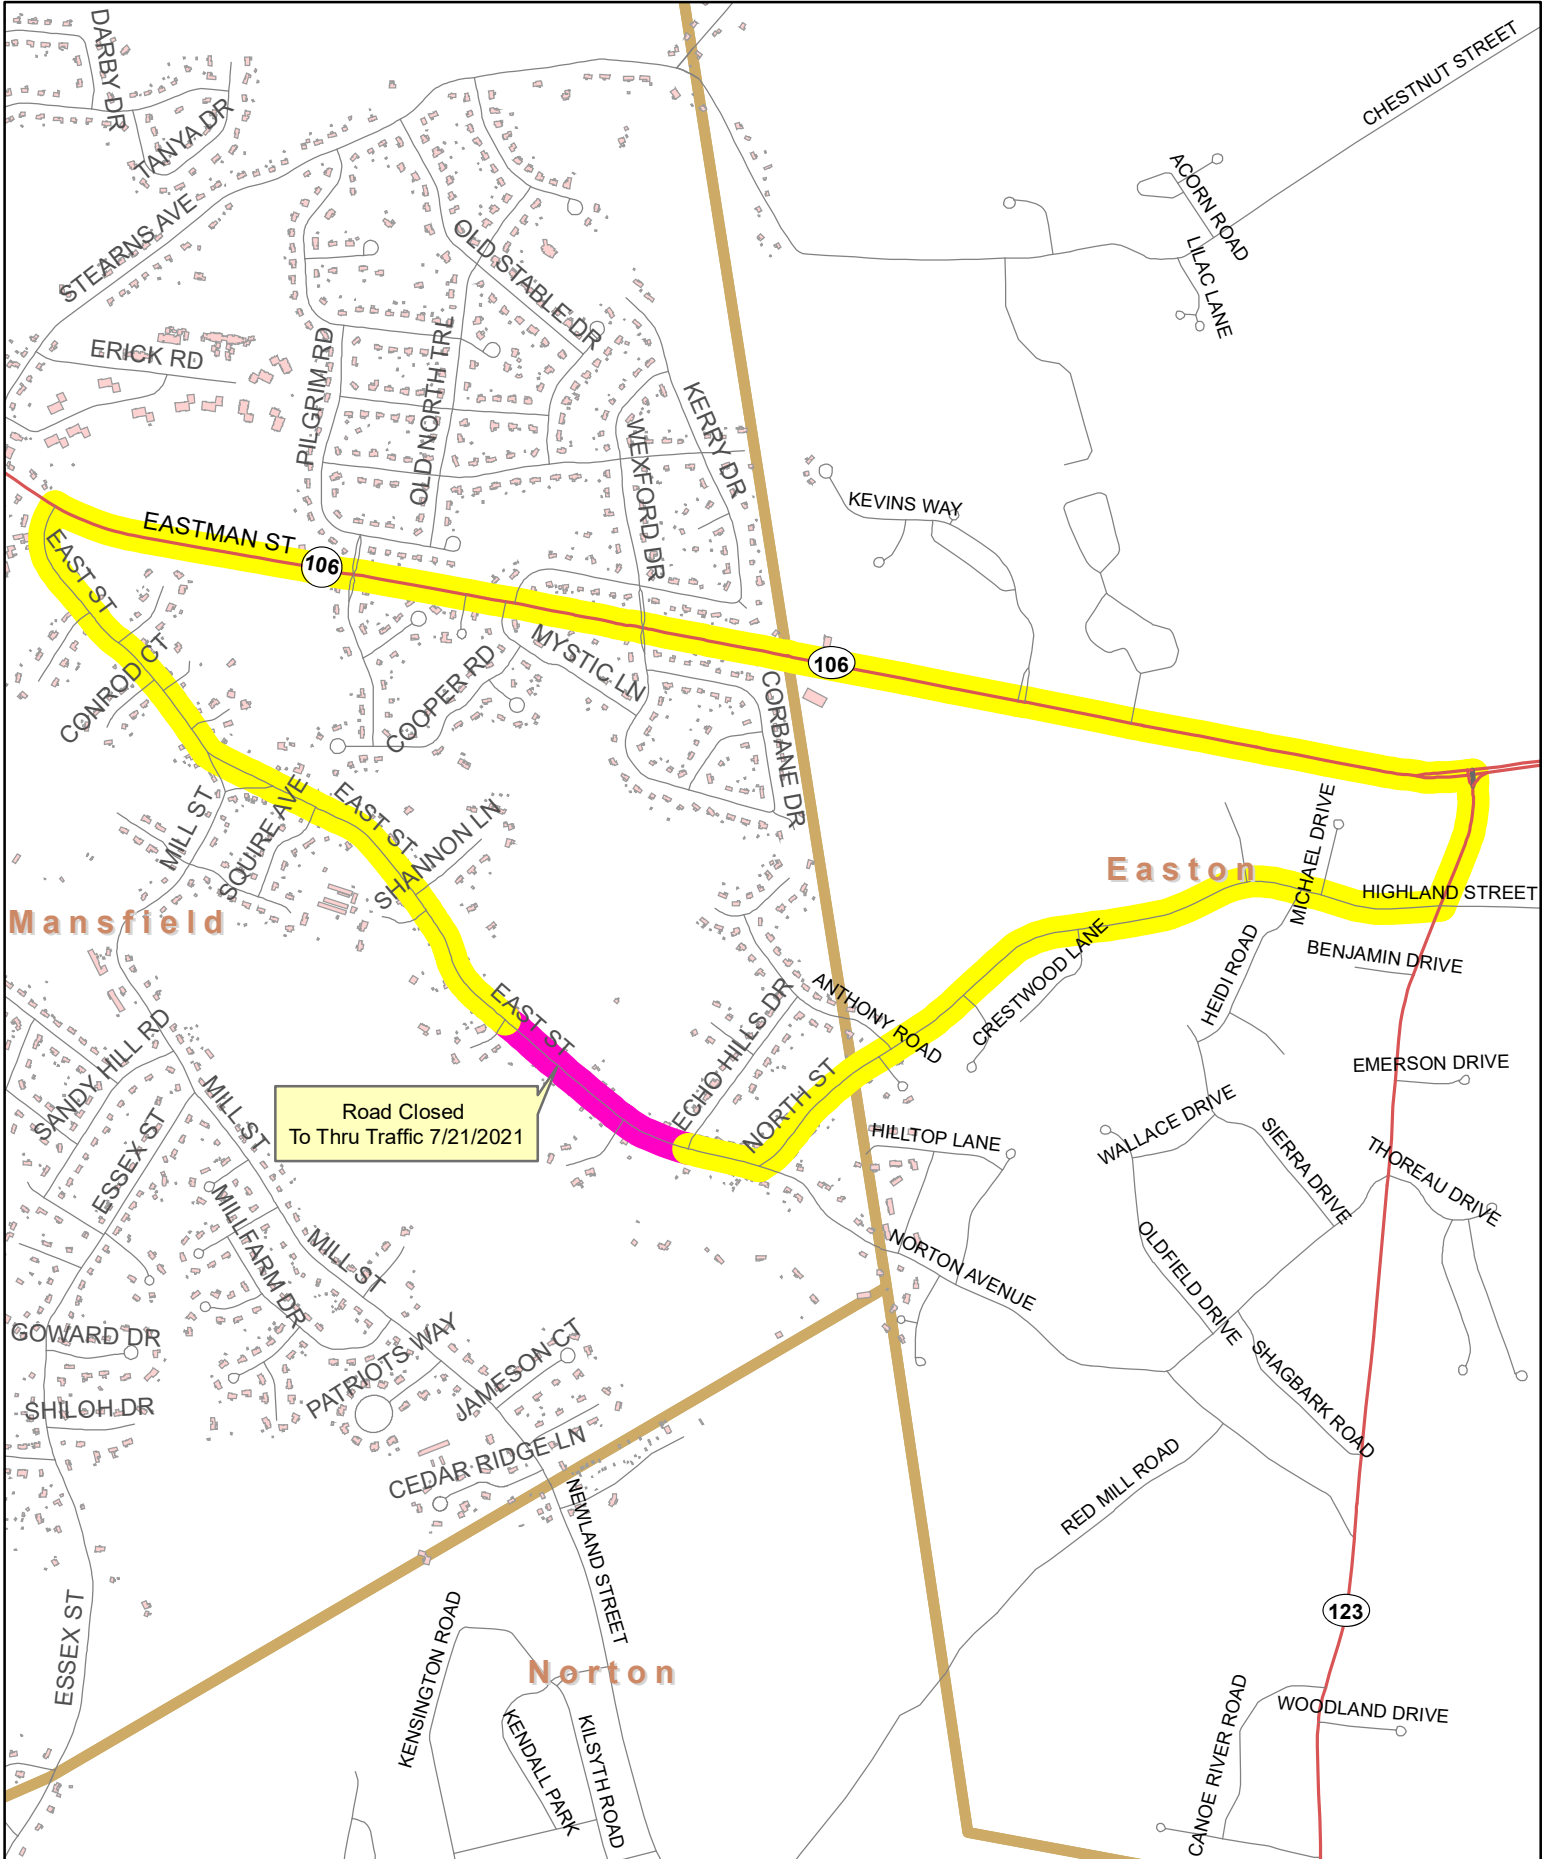 DARBY DR
TANYA DR
STEARNS AVE
CHESTNUT STREET
ACORN ROAD
LILAC LANE
OLD STABLE DR
ERICK RD
PILGRIM RD
OLD NORTH TRL
KERRY DR
WEXFORD DR
KEVINS WAY
EASTMAN ST
106
EAST ST
CONROD CT
COOPER RD
MYSTIC LN
106
CORBANE DR
MILL ST
SQUIRE AVE
EAST ST
SHANNON LN
MICHAEL DRIVE
Easton
HIGHLAND STREET
Mansfield
HEIDI ROAD
BENJAMIN DRIVE
CRESTWOOD LANE
ANTHONY ROAD
EAST ST
ECHO HILLS DR
NORTH ST
EMERSON DRIVE
SANDY HILL RD
MILL ST
ESSEX ST
Road Closed
To Thru Traffic 7/21/2021
HILLTOP LANE
WALLACE DRIVE
SIERRA DRIVE
THOREAU DRIVE
MILLFARM DR
MILL ST
NORTON AVENUE
OLDFIELD DRIVE
GOWARD DR
PATRIOTS WAY
JAMESON CT
SHAGBARK ROAD
SHILOH DR
CEDAR RIDGE LN
RED MILL ROAD
NEWLAND STREET
ESSEX ST
KENSINGTON ROAD
123
Norton
KENDALL PARK
KILSYTH ROAD
CANOE RIVER ROAD
WOODLAND DRIVE